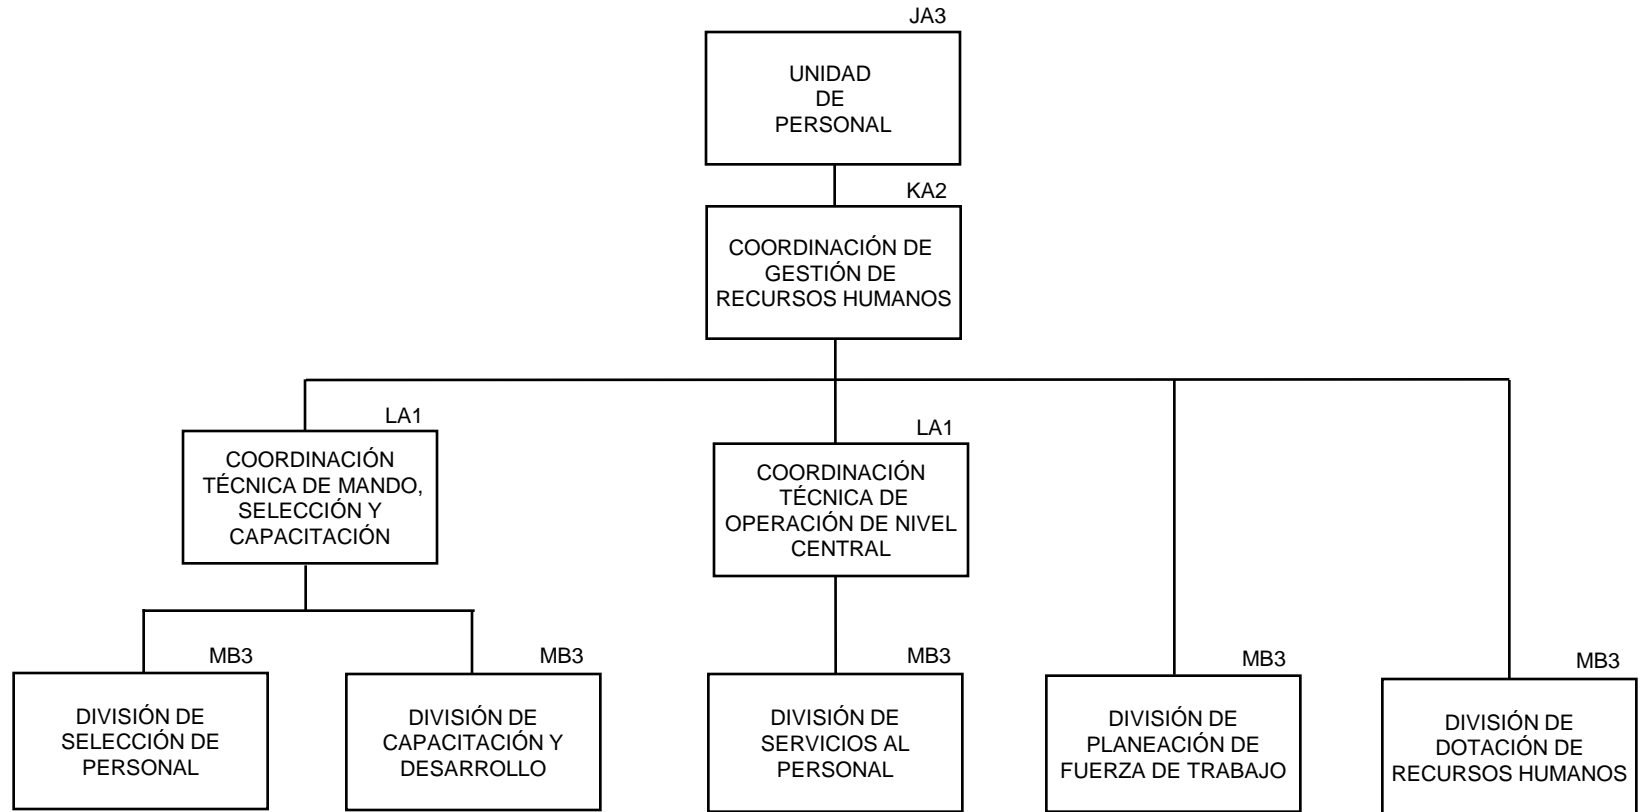 JA3
UNIDAD
DE
PERSONAL
KA2
COORDINACIÓN DE
GESTIÓN DE
RECURSOS HUMANOS
LA1
COORDINACIÓN
TÉCNICA DE MANDO,
SELECCIÓN Y
CAPACITACIÓN
LA1
COORDINACIÓN
TÉCNICA DE
OPERACIÓN DE NIVEL
CENTRAL
MB3
DIVISIÓN DE
SELECCIÓN DE
PERSONAL
MB3
DIVISIÓN DE
CAPACITACIÓN Y
DESARROLLO
MB3
DIVISIÓN DE
SERVICIOS AL
PERSONAL
MB3
DIVISIÓN DE
PLANEACIÓN DE
FUERZA DE TRABAJO
MB3
DIVISIÓN DE
DOTACIÓN DE
RECURSOS HUMANOS